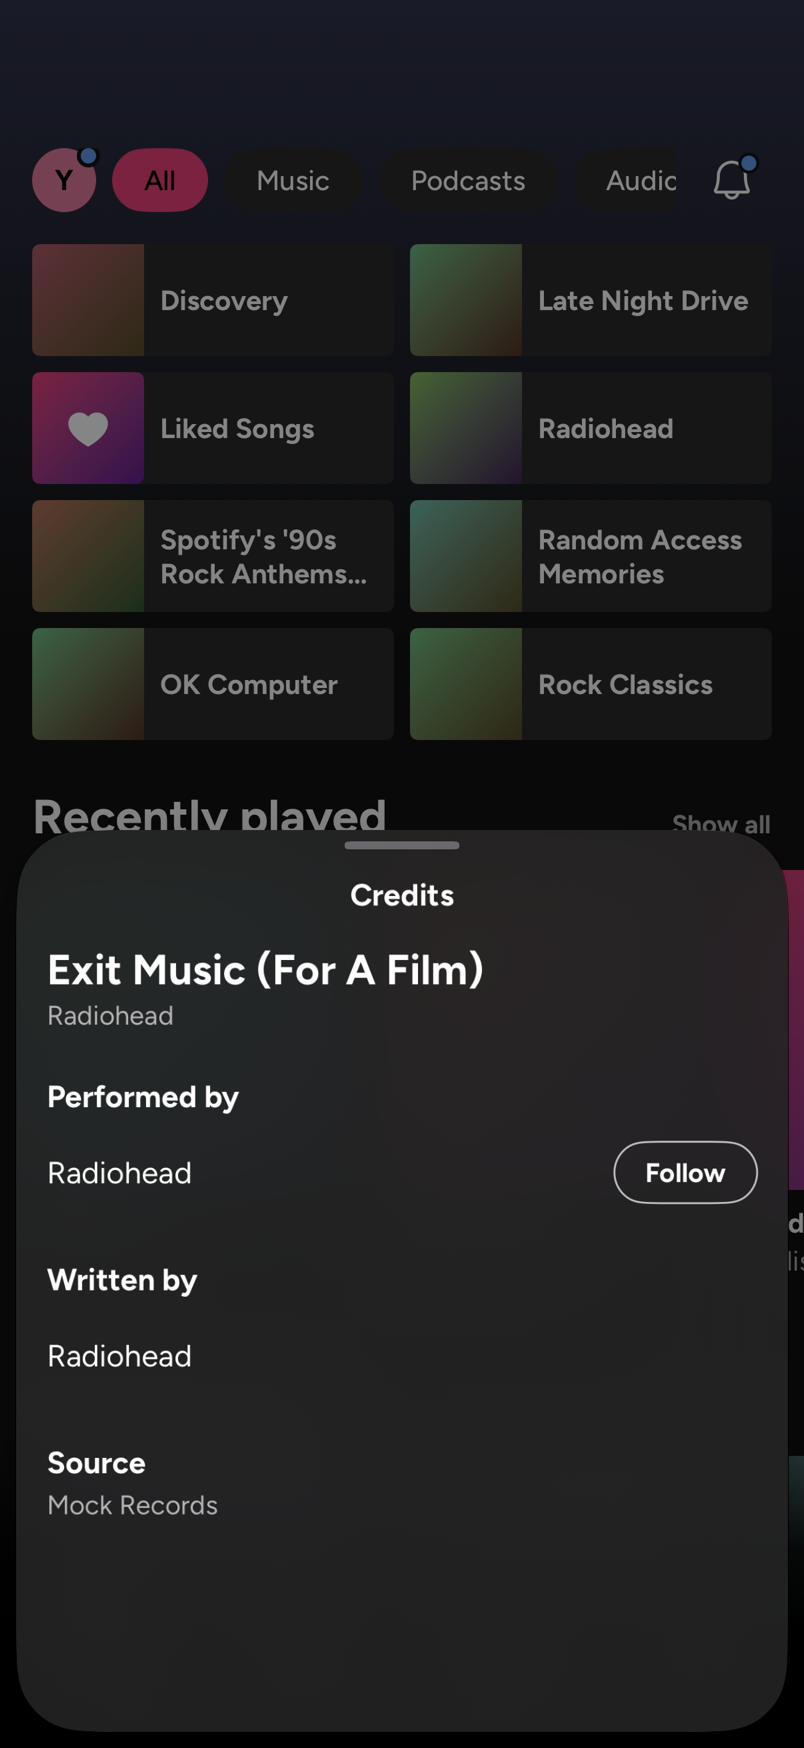 Y
All
Music
Podcasts
Audio
Discovery
Late Night Drive
Liked Songs
Radiohead
Spotify's '90s
Rock Anthems...
Random Access
Memories
OK Computer
Rock Classics
Recently played
Show all
Credits
Exit Music (For A Film)
Radiohead
Performed by
Radiohead
Follow
Written by
Radiohead
Source
Mock Records